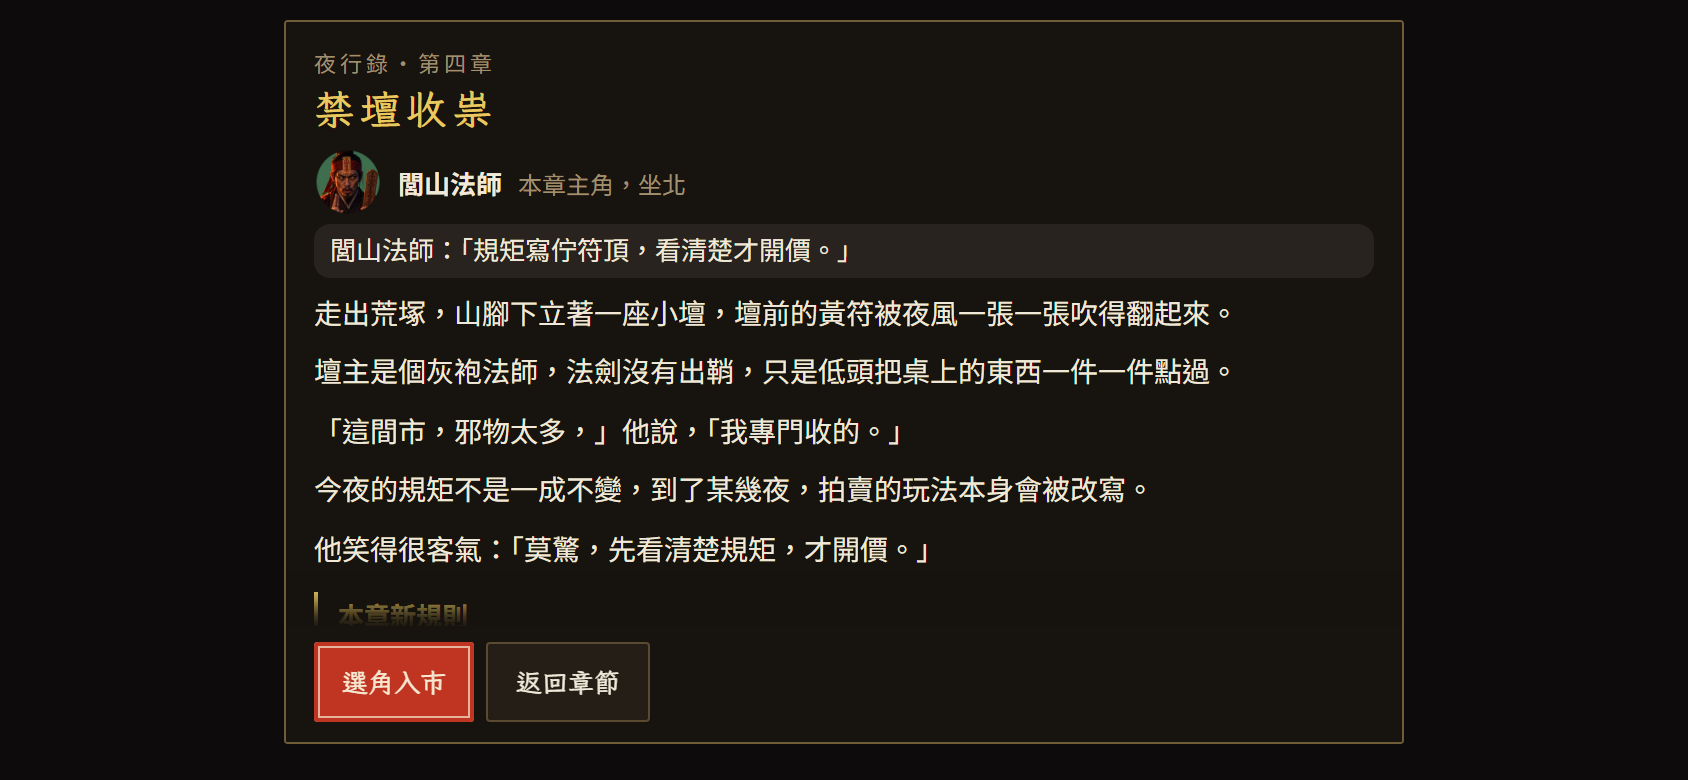 夜行錄・第四章
禁壇收祟
閭山法師 本章主角，坐北
閭山法師：「規矩寫佇符頂，看清楚才開價。」
走出荒塚，山腳下立著一座小壇，壇前的黃符被夜風一張一張吹得翻起來。
壇主是個灰袍法師，法劍沒有出鞘，只是低頭把桌上的東西一件一件點過。
「這間市，邪物太多，」他說，「我專門收的。」
今夜的規矩不是一成不變，到了某幾夜，拍賣的玩法本身會被改寫。
他笑得很客氣：「莫驚，先看清楚規矩，才開價。」
本章新規則
選角入市 返回章節